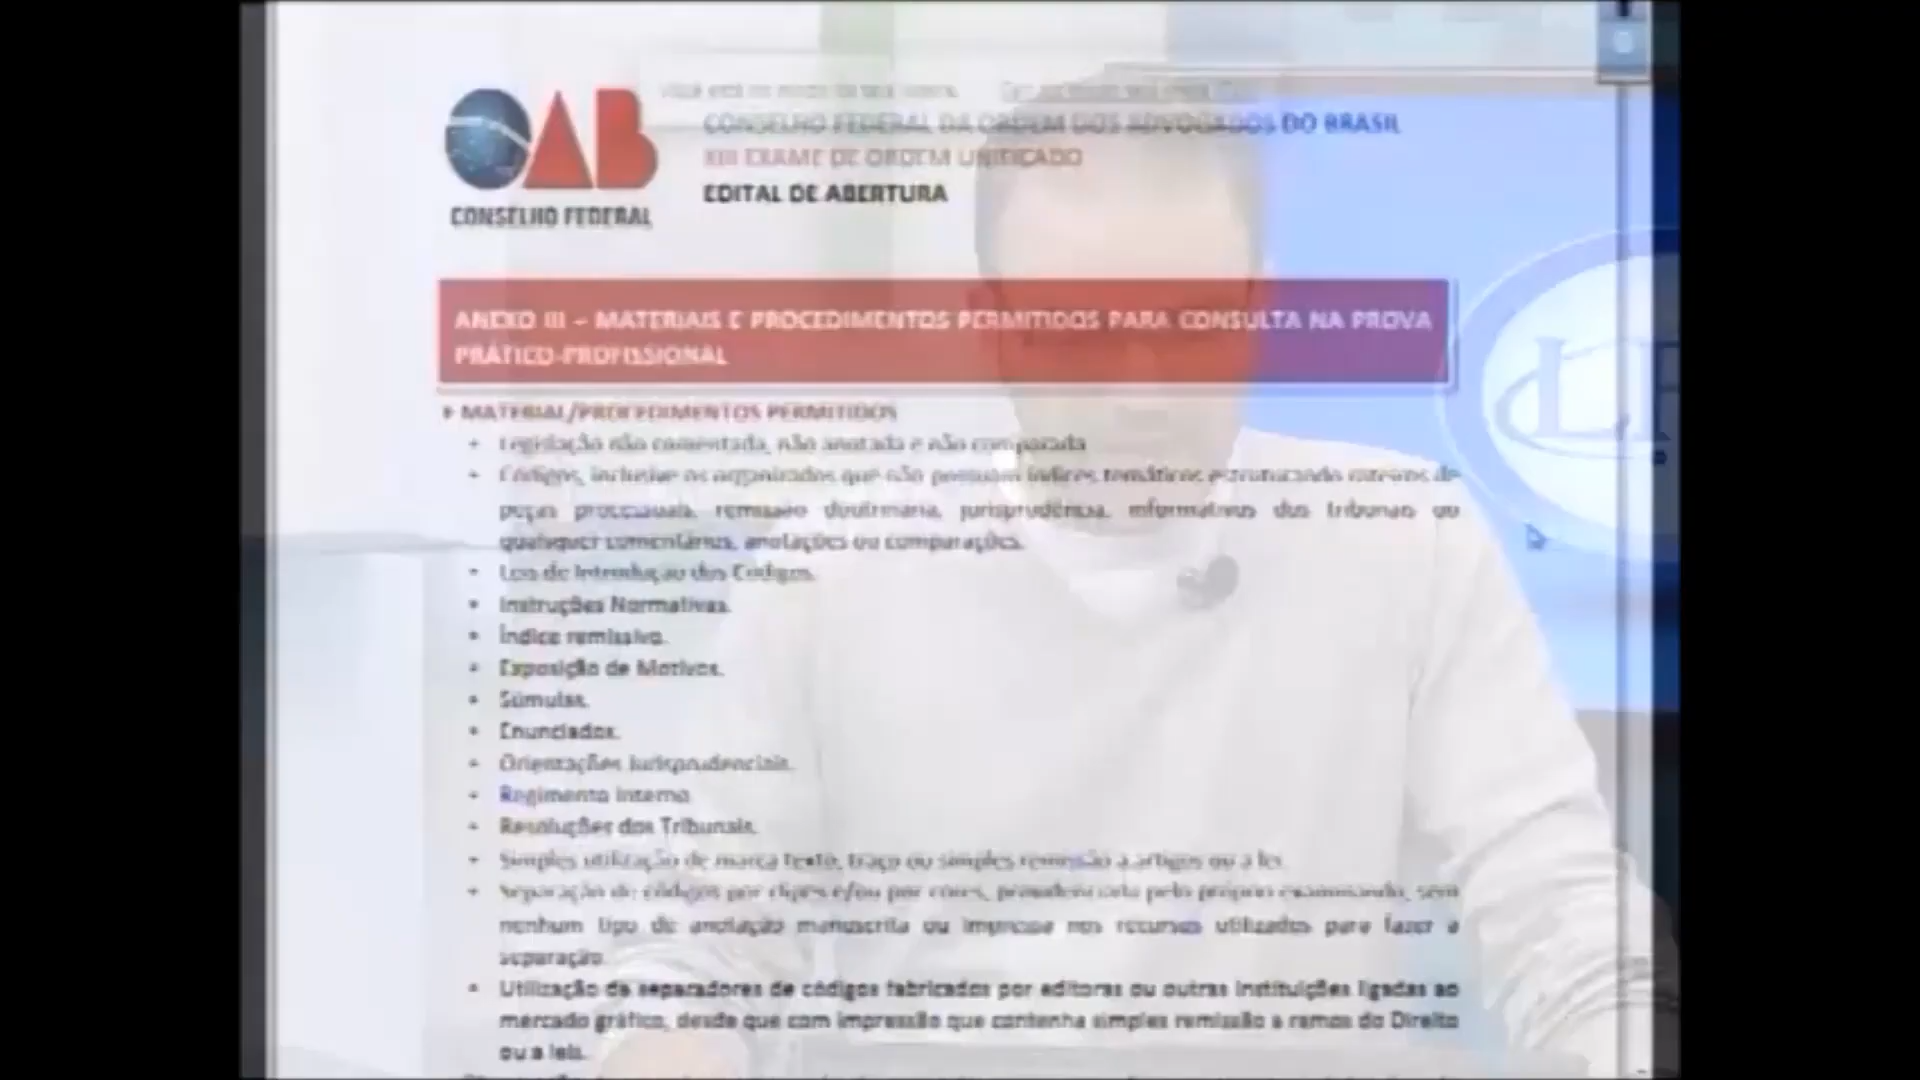 OAB
CONSELHO FEDERAL
CONSELHO FEDERAL DA ORDEM DOS ADVOGADOS DO BRASIL
XIII EXAME DE ORDEM UNIFICADO
EDITAL DE ABERTURA
ANEXO III – MATERIAIS E PROCEDIMENTOS PERMITIDOS PARA CONSULTA NA PROVA
PRÁTICO-PROFISSIONAL
MATERIAL/PROCEDIMENTOS PERMITIDOS
• Legislação não comentada, não anotada e não comparada
• Códigos, inclusive os organizados que não possuam índices temáticos estruturando roteiros de
peças processuais, remissão doutrinária, jurisprudência, informativos dos tribunais ou
quaisquer comentários, anotações ou comparações.
• Leis de Introdução dos Códigos.
• Instruções Normativas.
• Índice remissivo.
• Exposição de Motivos.
• Súmulas.
• Enunciados.
• Orientações Jurisprudenciais.
• Regimento Interno
• Resoluções dos Tribunais.
• Simples utilização de marca texto, traço ou simples remissão a artigos ou a lei.
• Separação de códigos por clipes e/ou por cores, providenciada pelo próprio examinando, sem
nenhum tipo de anotação manuscrita ou impressa nos recursos utilizados para fazer a
separação.
• Utilização de separadores de códigos fabricados por editoras ou outras instituições ligadas ao
mercado gráfico, desde que com impressão que contenha simples remissão a ramos do Direito
ou a leis.